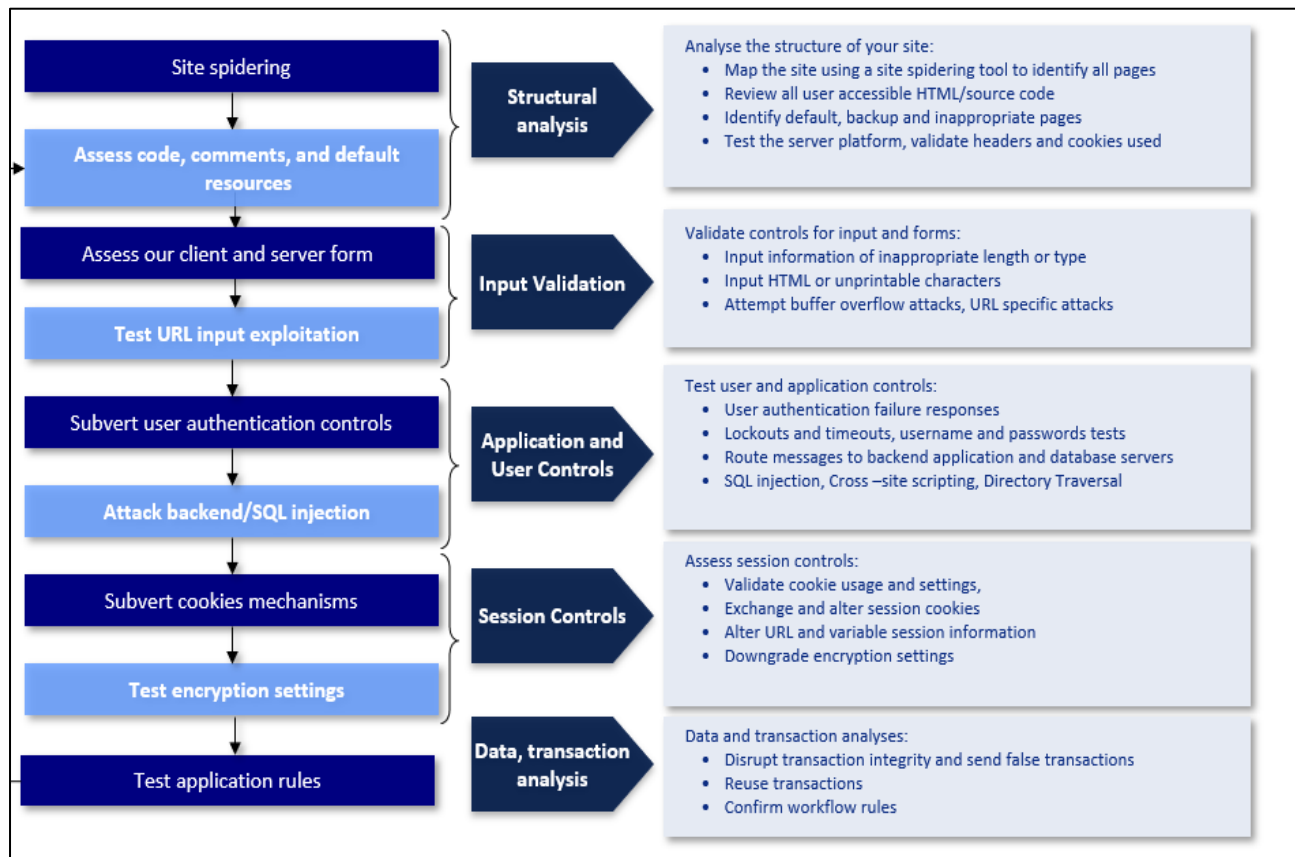 Site spidering
Assess code, comments, and default
resources
Assess our client and server form
Test URL input exploitation
Subvert user authentication controls
Attack backend/SQL injection
Subvert cookies mechanisms
Test encryption settings
Test application rules
Structural
analysis
Input Validation
Application and
User Controls
Session Controls
Data, transaction
analysis
Analyse the structure of your site:
• Map the site using a site spidering tool to identify all pages
• Review all user accessible HTML/source code
• Identify default, backup and inappropriate pages
• Test the server platform, validate headers and cookies used
Validate controls for input and forms:
• Input information of inappropriate length or type
• Input HTML or unprintable characters
• Attempt buffer overflow attacks, URL specific attacks
Test user and application controls:
• User authentication failure responses
• Lockouts and timeouts, username and passwords tests
• Route messages to backend application and database servers
• SQL injection, Cross –site scripting, Directory Traversal
Assess session controls:
• Validate cookie usage and settings,
• Exchange and alter session cookies
• Alter URL and variable session information
• Downgrade encryption settings
Data and transaction analyses:
• Disrupt transaction integrity and send false transactions
• Reuse transactions
• Confirm workflow rules